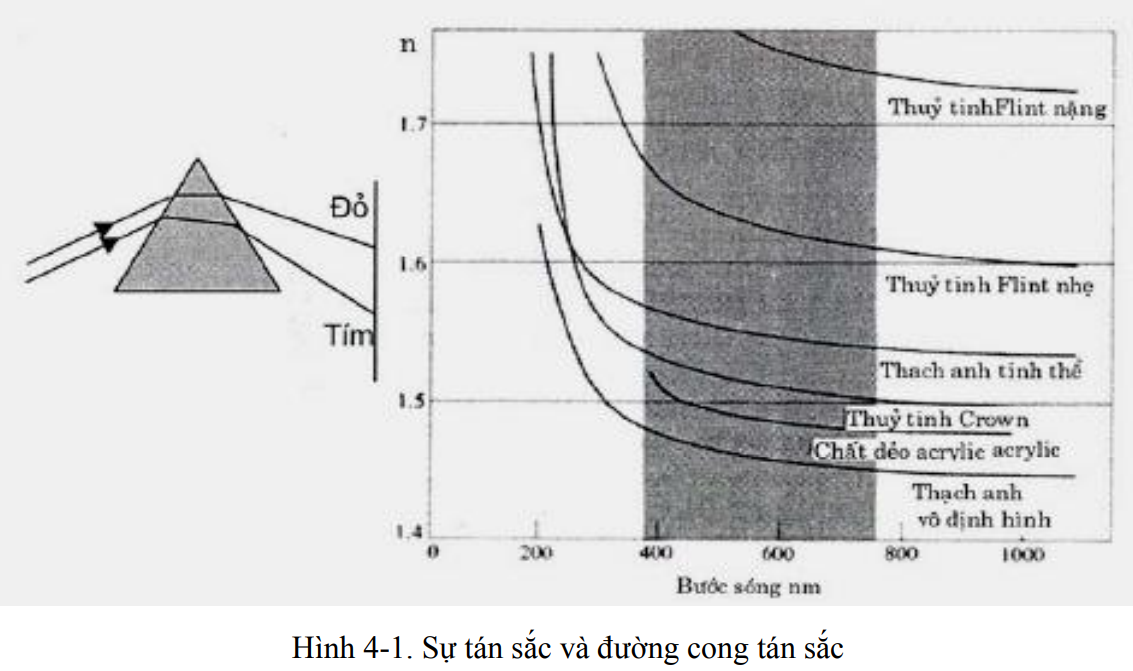 n
1.7
1.6
1.5
1.4
0
200
400
600
800
1000
Bước sóng nm
Đỏ
Tím
Thuỷ tinhFlint nặng
Thuỷ tinh Flint nhẹ
Thach anh tinh thể
Thuỷ tinh Crown
Chất dẻo acrylic acrylic
Thạch anh
vô định hình
Hình 4-1. Sự tán sắc và đường cong tán sắc